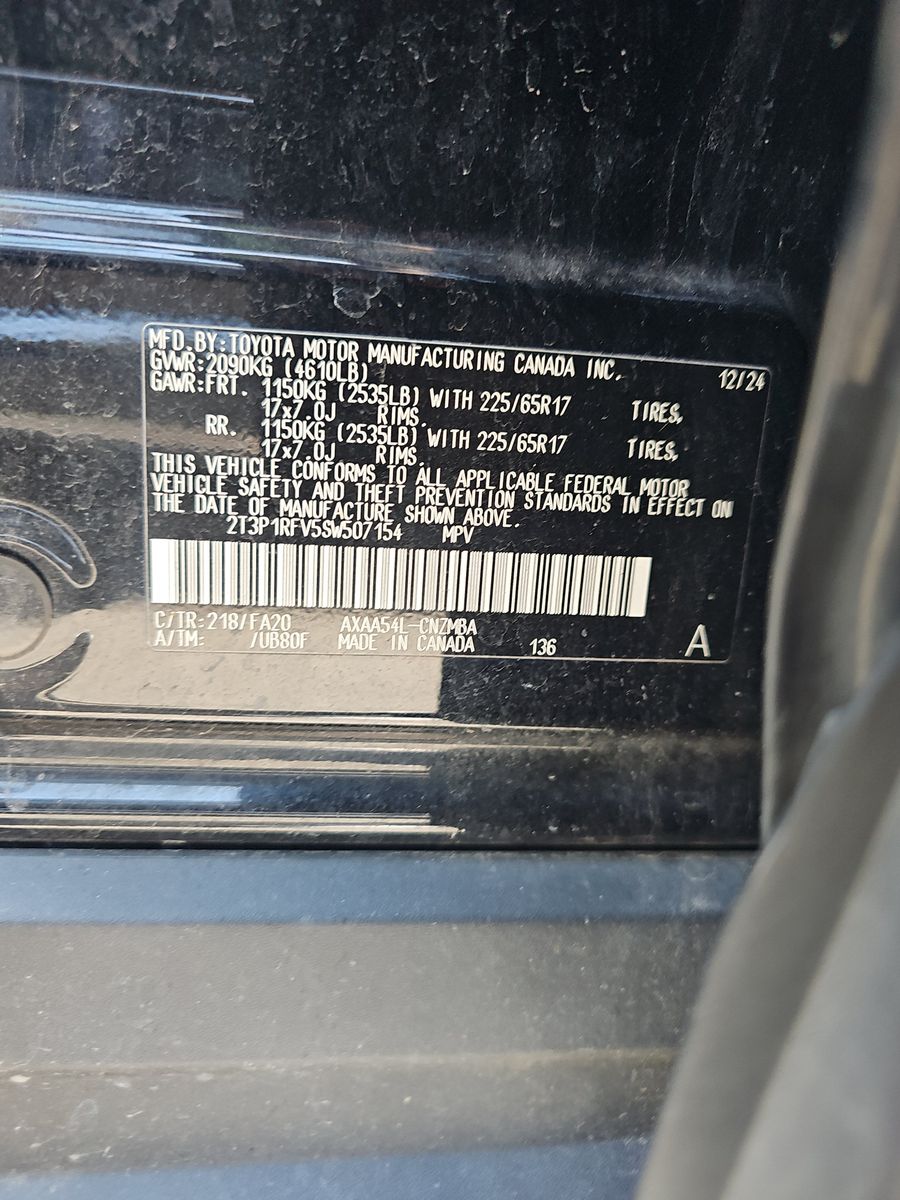 MFD.BY:TOYOTA MOTOR MANUFACTURING CANADA INC. 12/24
GVWR:2090KG (4610LB)
GAWR:FRT. 1150KG (2535LB) WITH 225/65R17 TIRES,
17x7.0J RIMS.
RR. 1150KG (2535LB) WITH 225/65R17 TIRES,
17x7.0J RIMS.
THIS VEHICLE CONFORMS TO ALL APPLICABLE FEDERAL MOTOR
VEHICLE SAFETY AND THEFT PREVENTION STANDARDS IN EFFECT ON
THE DATE OF MANUFACTURE SHOWN ABOVE.
2T3P1RFV5SW507154 MPV
C/TR:218/FA20 AXAA54L-CNZMBA
A/TM: /UB80F MADE IN CANADA 136 A